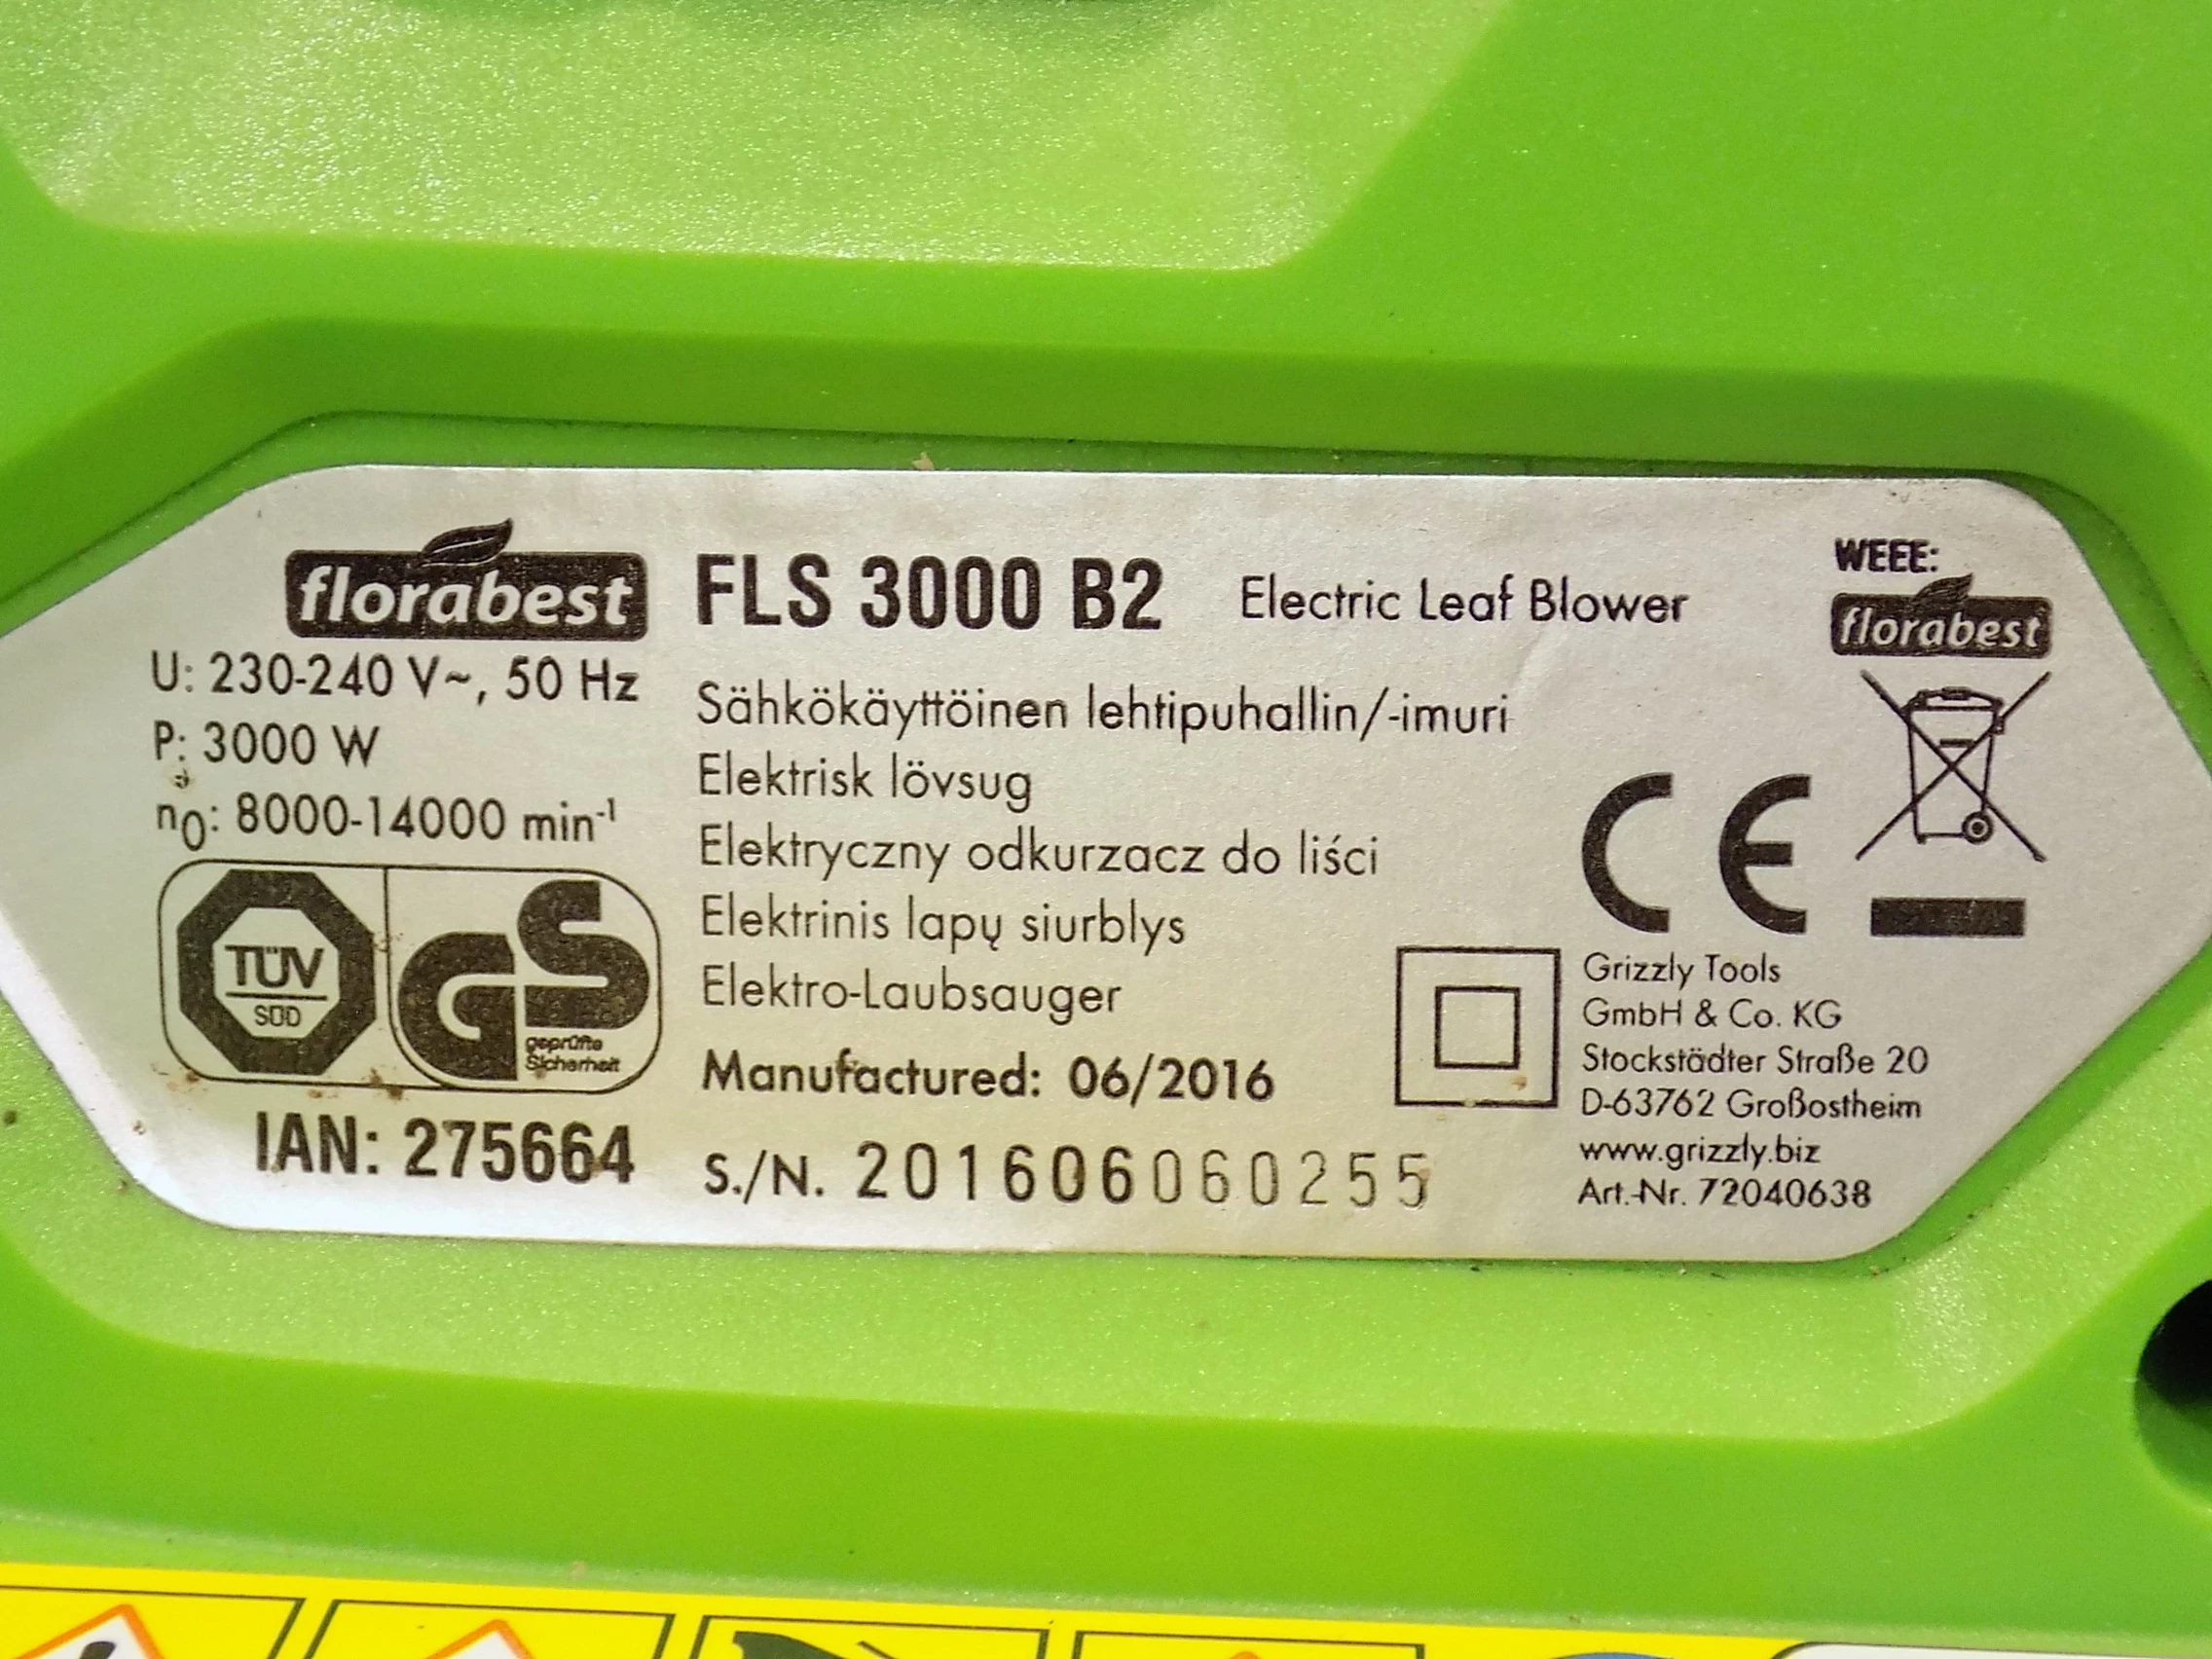 florabest FLS 3000 B2 Electric Leaf Blower
U: 230-240 V~, 50 Hz
P: 3000 W
n0: 8000-14000 min-1
TÜV
SÜD
GS
geprüfte
Sicherheit
IAN: 275664
Sähkökäyttöinen lehtipuhallin/-imuri
Elektrisk lövsug
Elektryczny odkurzacz do liści
Elektrinis lapų siurblys
Elektro-Laubsauger
Manufactured: 06/2016
S./N. 201606060255
WEEE:
florabest
CE
Grizzly Tools
GmbH & Co. KG
Stockstädter Straße 20
D-63762 Großostheim
www.grizzly.biz
Art.-Nr. 72040638